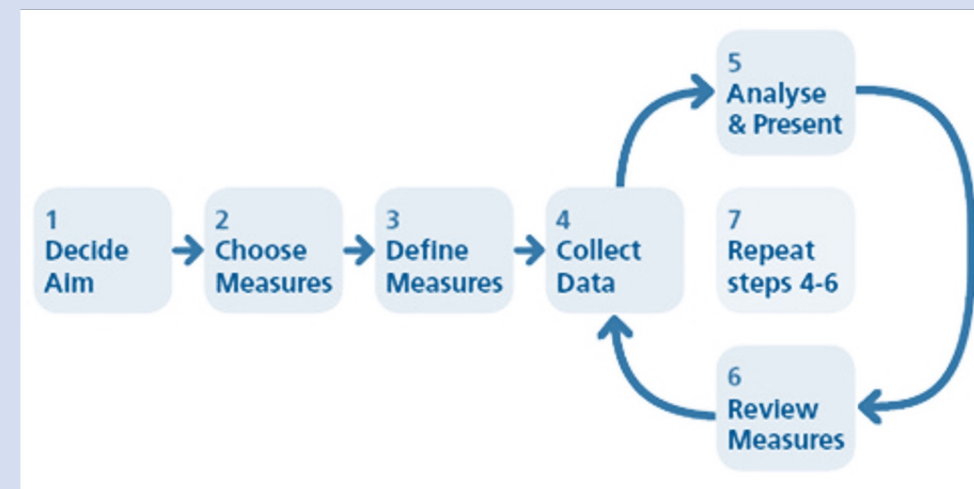 1
Decide
Aim
2
Choose
Measures
3
Define
Measures
4
Collect
Data
5
Analyse
& Present
6
Review
Measures
7
Repeat
steps 4-6